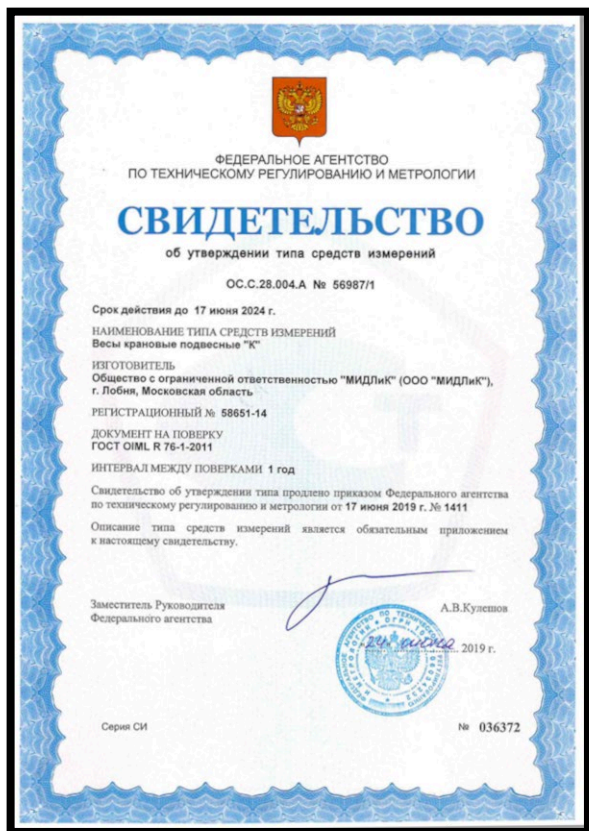 ФЕДЕРАЛЬНОЕ АГЕНТСТВО
ПО ТЕХНИЧЕСКОМУ РЕГУЛИРОВАНИЮ И МЕТРОЛОГИИ
СВИДЕТЕЛЬСТВО
об утверждении типа средств измерений
ОС.С.28.004.А № 56987/1
Срок действия до 17 июня 2024 г.
НАИМЕНОВАНИЕ ТИПА СРЕДСТВ ИЗМЕРЕНИЙ
Весы крановые подвесные "К"
ИЗГОТОВИТЕЛЬ
Общество с ограниченной ответственностью "МИДЛиК" (ООО "МИДЛиК"),
г. Лобня, Московская область
РЕГИСТРАЦИОННЫЙ № 58651-14
ДОКУМЕНТ НА ПОВЕРКУ
ГОСТ OIML R 76-1-2011
ИНТЕРВАЛ МЕЖДУ ПОВЕРКАМИ 1 год
Свидетельство об утверждении типа продлено приказом Федерального агентства
по техническому регулированию и метрологии от 17 июня 2019 г. № 1411
Описание типа средств измерений является обязательным приложением
к настоящему свидетельству.
Заместитель Руководителя
Федерального агентства
А.В.Кулешов
24 июня 2019 г.
Серия СИ
№ 036372